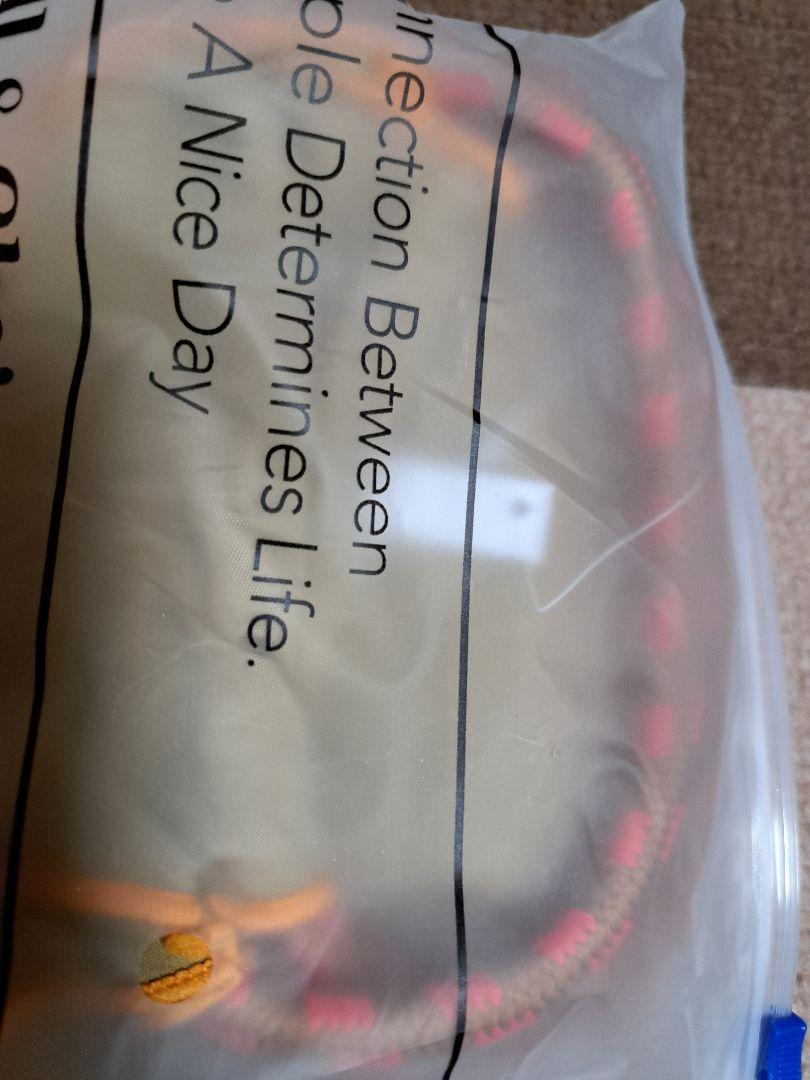 nnection Between
ple Determines Life.
A Nice Day
&